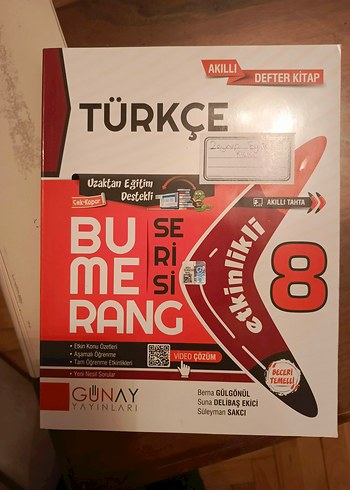 AKILLI
DEFTER KİTAP
TÜRKÇE
Uzaktan Eğitim
Destekli
Çek-Kopar
AKILLI TAHTA
BU
ME
RANG
SE
Rİ
Sİ
etkinlikli
8
• Etkin Konu Özetleri
• Aşamalı Öğrenme
• Tam Öğrenme Etkinlikleri
• Yeni Nesil Sorular
VİDEO ÇÖZÜM
BECERİ
TEMELLİ
GÜNAY
YAYINLARI
Berna GÜLGÖNÜL
Suna DELİBAŞ EKİCİ
Süleyman SAKCI